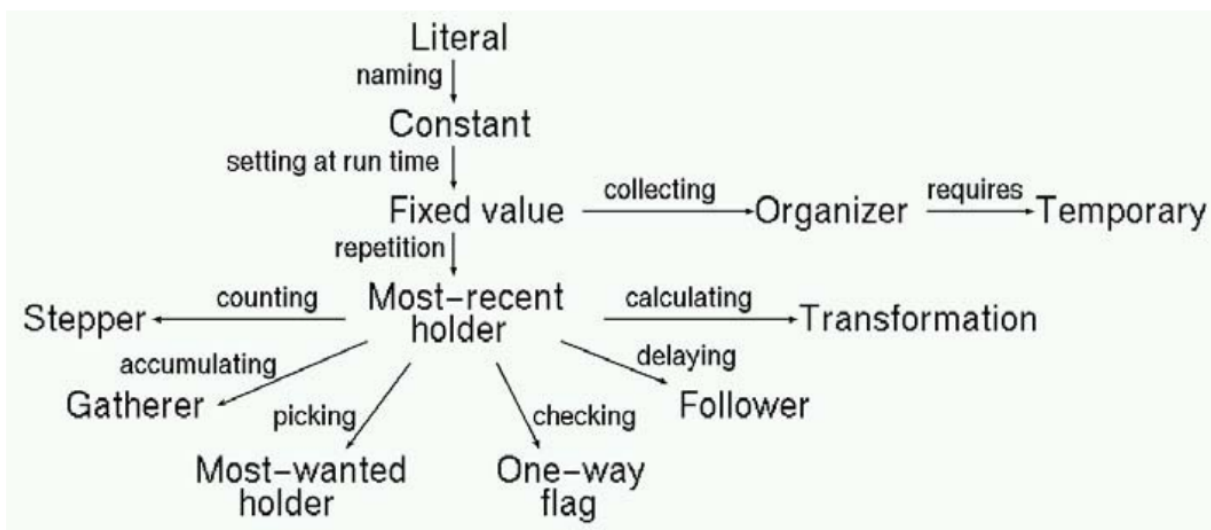 Literal
naming
Constant
setting at run time
Fixed value
collecting
Organizer
requires
Temporary
repetition
Most–recent
holder
counting
Stepper
calculating
Transformation
accumulating
Gatherer
delaying
Follower
picking
Most–wanted
holder
checking
One–way
flag